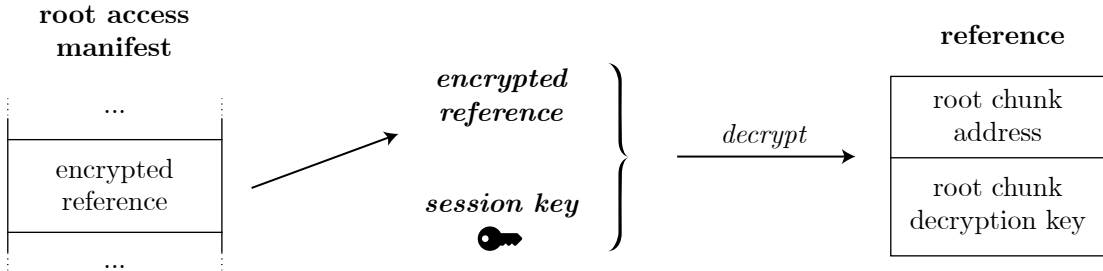 root access
manifest
...
encrypted
reference
...
encrypted
reference
session key
decrypt
reference
root chunk
address
root chunk
decryption key